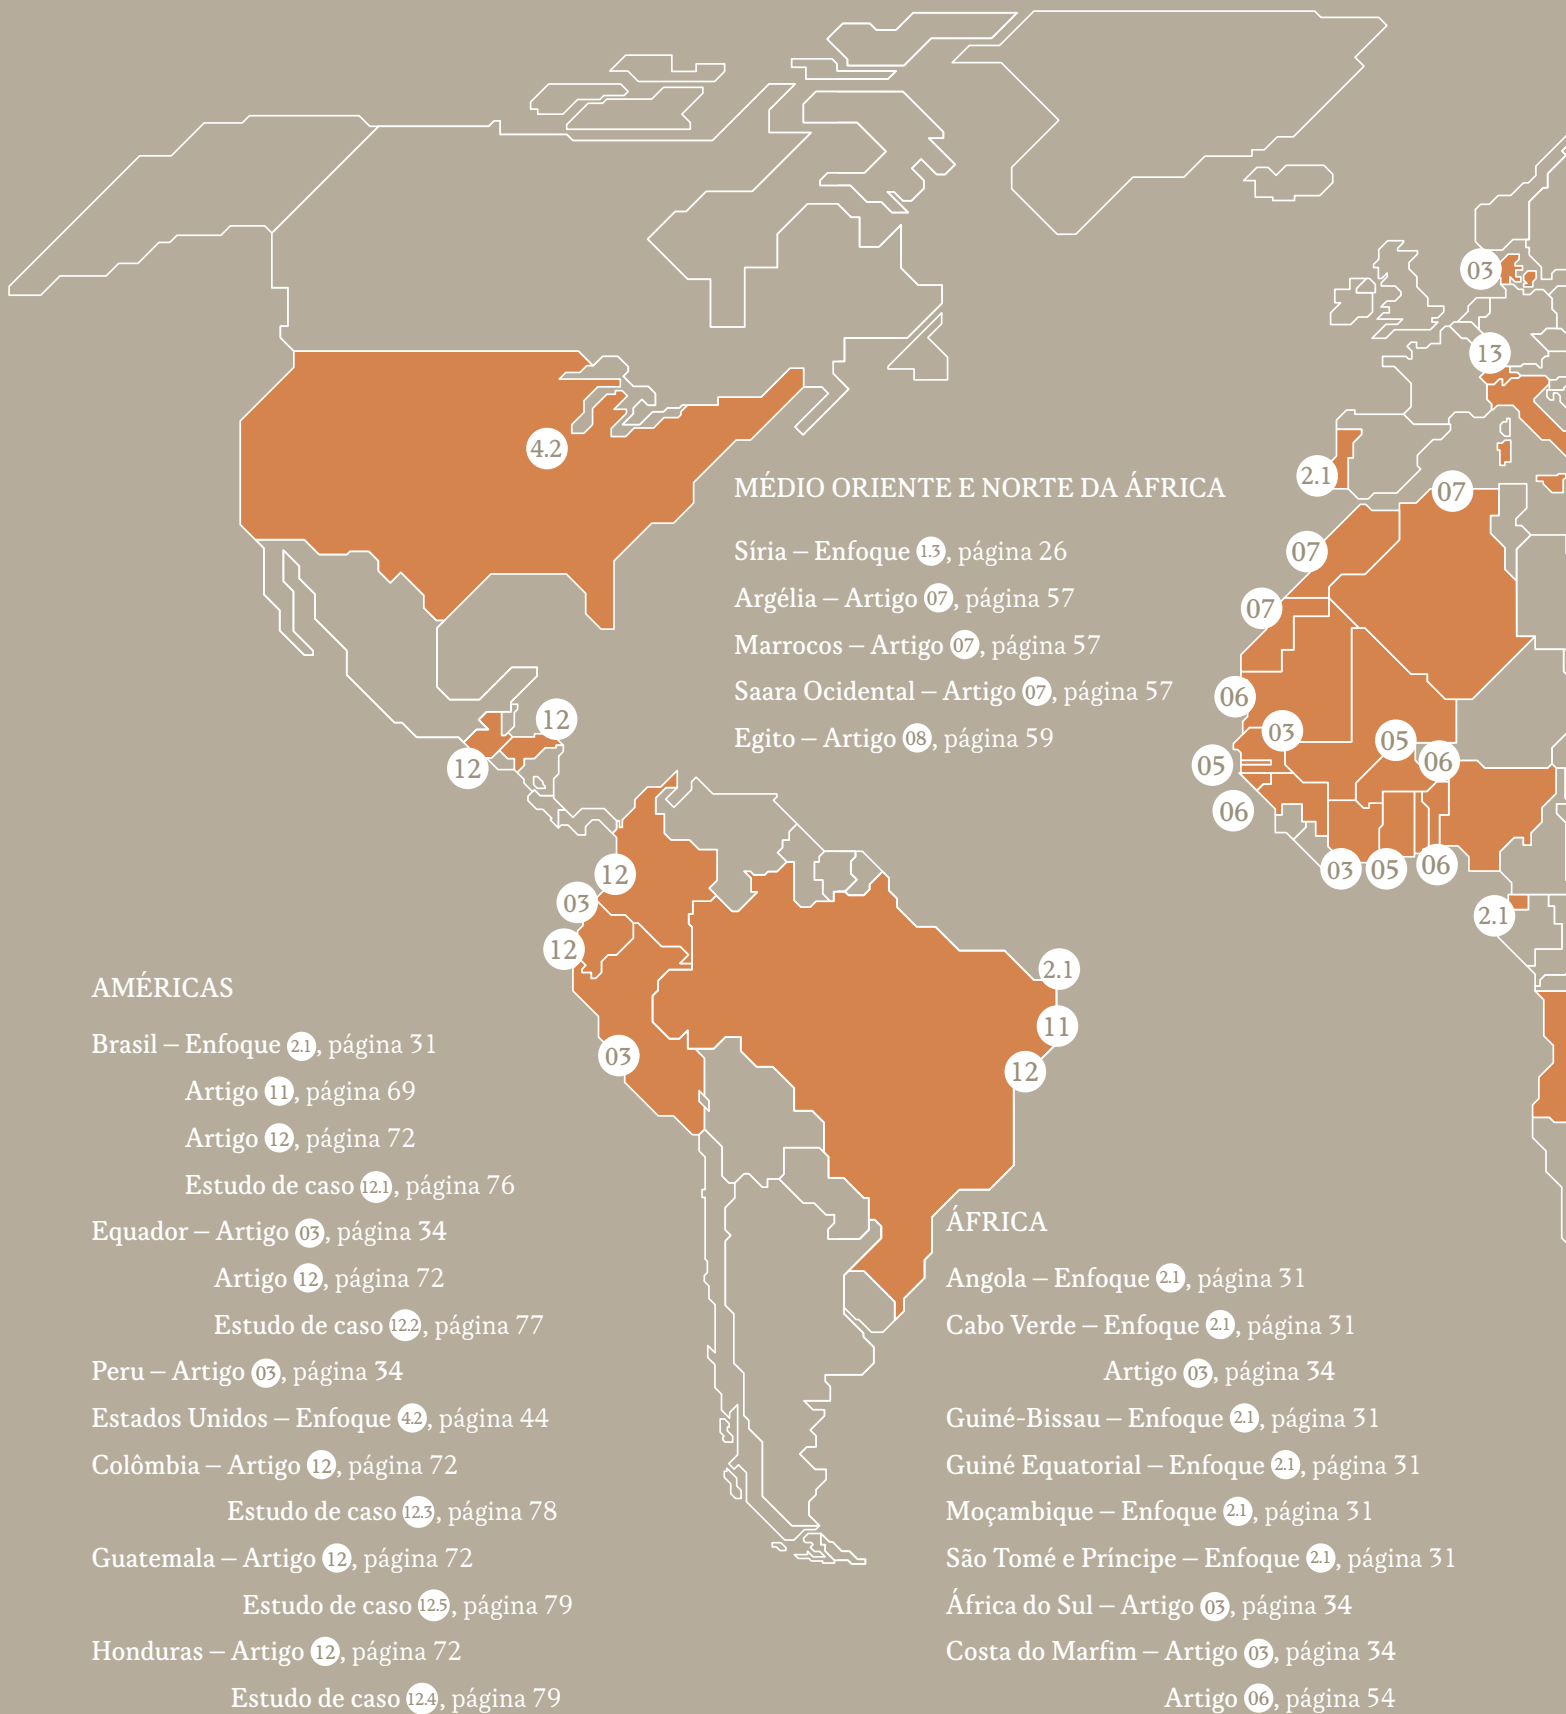 03
13
4.2
2.1
07
07
07
06
03
05
06
05
06
03
05
06
2.1
12
12
12
03
12
03
2.1
11
12
MÉDIO ORIENTE E NORTE DA ÁFRICA
Síria – Enfoque 1.3, página 26
Argélia – Artigo 07, página 57
Marrocos – Artigo 07, página 57
Saara Ocidental – Artigo 07, página 57
Egito – Artigo 08, página 59
AMÉRICAS
Brasil – Enfoque 2.1, página 31
Artigo 11, página 69
Artigo 12, página 72
Estudo de caso 12.1, página 76
Equador – Artigo 03, página 34
Artigo 12, página 72
Estudo de caso 12.2, página 77
Peru – Artigo 03, página 34
Estados Unidos – Enfoque 4.2, página 44
Colômbia – Artigo 12, página 72
Estudo de caso 12.3, página 78
Guatemala – Artigo 12, página 72
Estudo de caso 12.5, página 79
Honduras – Artigo 12, página 72
Estudo de caso 12.4, página 79
ÁFRICA
Angola – Enfoque 2.1, página 31
Cabo Verde – Enfoque 2.1, página 31
Artigo 03, página 34
Guiné-Bissau – Enfoque 2.1, página 31
Guiné Equatorial – Enfoque 2.1, página 31
Moçambique – Enfoque 2.1, página 31
São Tomé e Príncipe – Enfoque 2.1, página 31
África do Sul – Artigo 03, página 34
Costa do Marfim – Artigo 03, página 34
Artigo 06, página 54